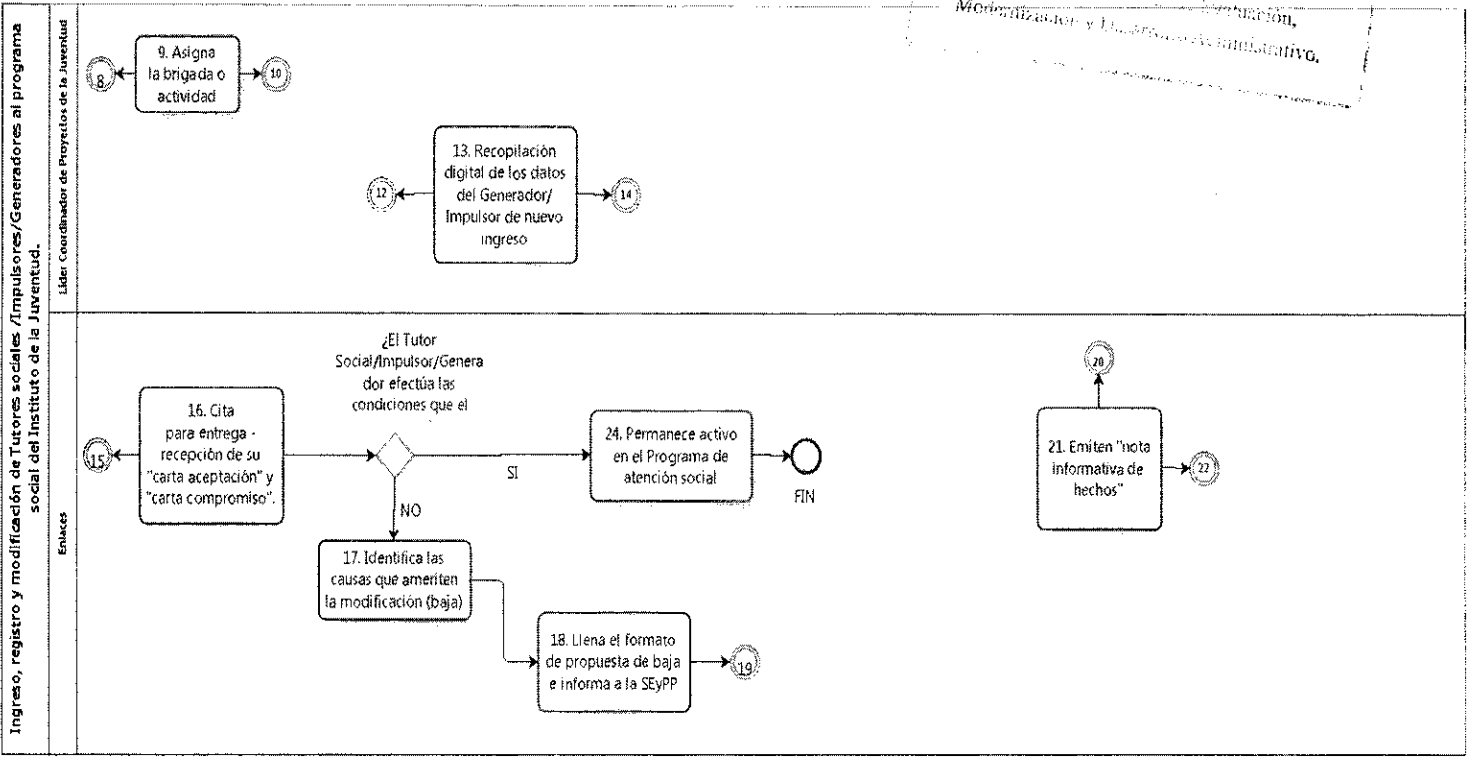 Modernización y
Administrativo.
Ingreso, registro y modificación de Tutores sociales /Impulsores/Generadores al programa
social del Instituto de la Juventud.
Líder Coordinador de Proyectos de la Juventud
8
9. Asigna
la brigada o
actividad
10
12
13. Recopilación
digital de los datos
del Generador/
Impulsor de nuevo
ingreso
14
Enlaces
15
16. Cita
para entrega -
recepción de su
"carta aceptación" y
"carta compromiso".
¿El Tutor
Social/Impulsor/Genera
dor efectúa las
condiciones que el
SI
NO
24. Permanece activo
en el Programa de
atención social
FIN
17. Identifica las
causas que ameriten
la modificación (baja)
18. Llena el formato
de propuesta de baja
e informa a la SEyPP
19
20
21. Emiten "nota
informativa de
hechos"
22